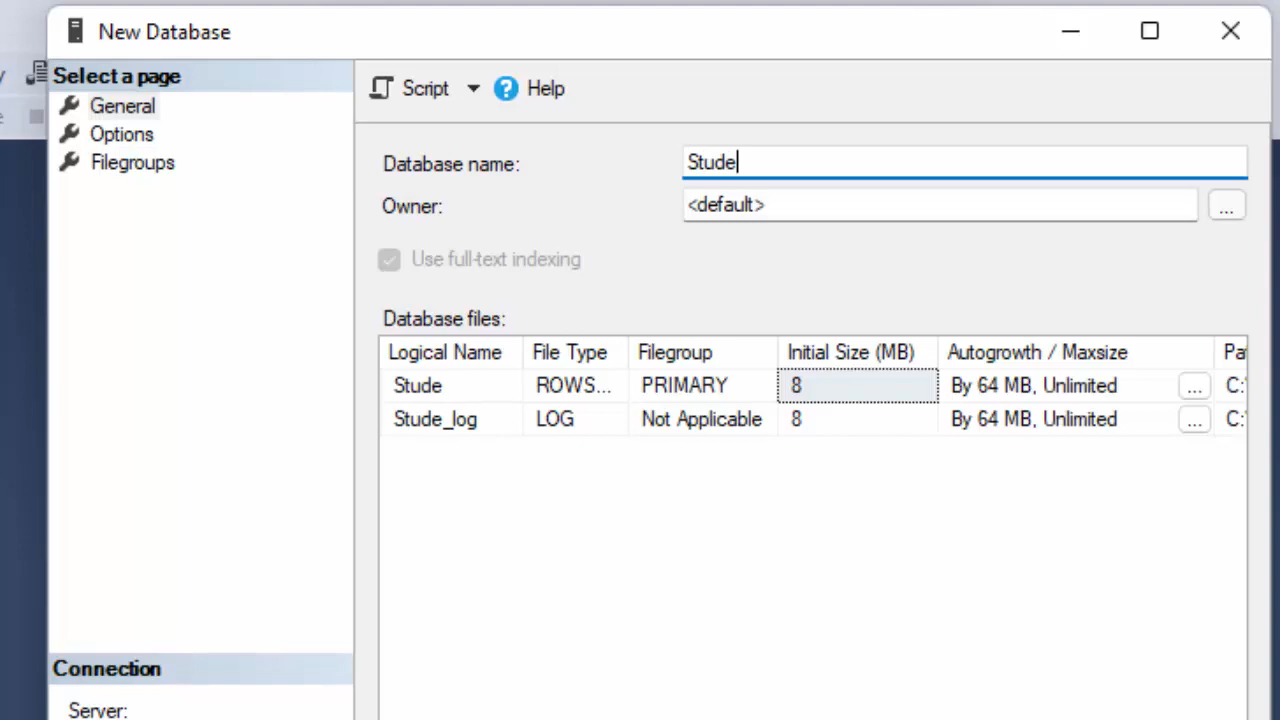 New Database
Select a page
General
Options
Filegroups
Script Help
Database name: Stude
Owner: <default> ...
Use full-text indexing
Database files:
Logical Name File Type Filegroup Initial Size (MB) Autogrowth / Maxsize
Stude ROWS... PRIMARY 8 By 64 MB, Unlimited ... C:
Stude_log LOG Not Applicable 8 By 64 MB, Unlimited ... C:
Connection
Server: